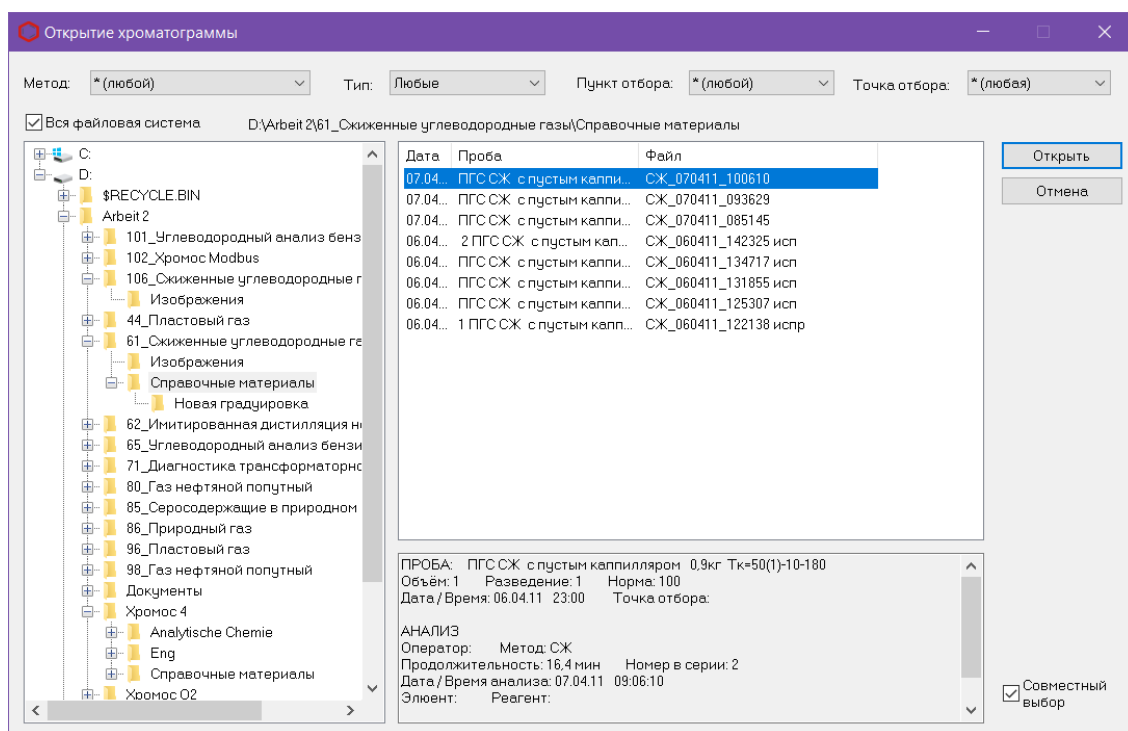 Открытие хроматограммы
Метод: * (любой) Тип: Любые Пункт отбора: * (любой) Точка отбора: * (любая)
Вся файловая система D:\Arbeit 2\61_Сжиженные углеводородные газы\Справочные материалы
C:
D:
$RECYCLE.BIN
Arbeit 2
101_Углеводородный анализ бенз
102_Хромос Modbus
106_Сжиженные углеводородные г
Изображения
44_Пластовый газ
61_Сжиженные углеводородные га
Изображения
Справочные материалы
Новая градуировка
62_Имитированная дистилляция н
65_Углеводородный анализ бензи
71_Диагностика трансформаторно
80_Газ нефтяной попутный
85_Серосодержащие в природном
86_Природный газ
96_Пластовый газ
98_Газ нефтяной попутный
Документы
Хромос 4
Analytische Chemie
Eng
Справочные материалы
Хромос О2
Дата Проба Файл
07.04... ПГС СЖ с пустым каппи... СЖ_070411_100610
07.04... ПГС СЖ с пустым каппи... СЖ_070411_093629
07.04... ПГС СЖ с пустым каппи... СЖ_070411_085145
06.04... 2 ПГС СЖ с пустым кап... СЖ_060411_142325 исп
06.04... ПГС СЖ с пустым каппи... СЖ_060411_134717 исп
06.04... ПГС СЖ с пустым каппи... СЖ_060411_131855 исп
06.04... ПГС СЖ с пустым каппи... СЖ_060411_125307 исп
06.04... 1 ПГС СЖ с пустым капп... СЖ_060411_122138 испр
ПРОБА: ПГС СЖ с пустым каппилляром 0,9кг Тк=50(1)-10-180
Объём: 1 Разведение: 1 Норма: 100
Дата / Время: 06.04.11 23:00 Точка отбора:
АНАЛИЗ
Оператор: Метод: СЖ
Продолжительность: 16,4 мин Номер в серии: 2
Дата / Время анализа: 07.04.11 09:06:10
Элюент: Реагент:
Открыть
Отмена
Совместный
выбор